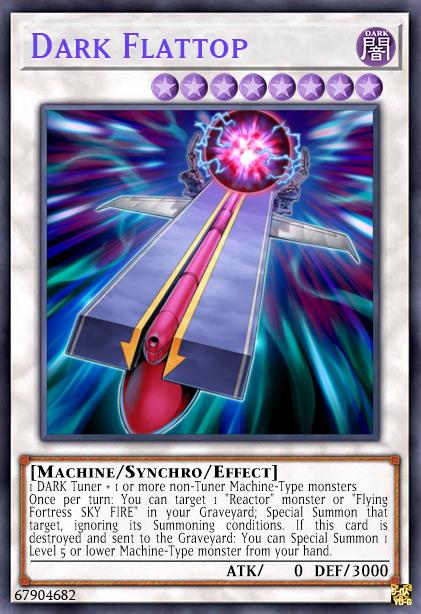 Dark Flattop
DARK
闇
[Machine/Synchro/Effect]
1 DARK Tuner + 1 or more non-Tuner Machine-Type monsters
Once per turn: You can target 1 "Reactor" monster or "Flying
Fortress SKY FIRE" in your Graveyard; Special Summon that
target, ignoring its Summoning conditions. If this card is
destroyed and sent to the Graveyard: You can Special Summon 1
Level 5 or lower Machine-Type monster from your hand.
ATK/ 0 DEF/3000
67904682